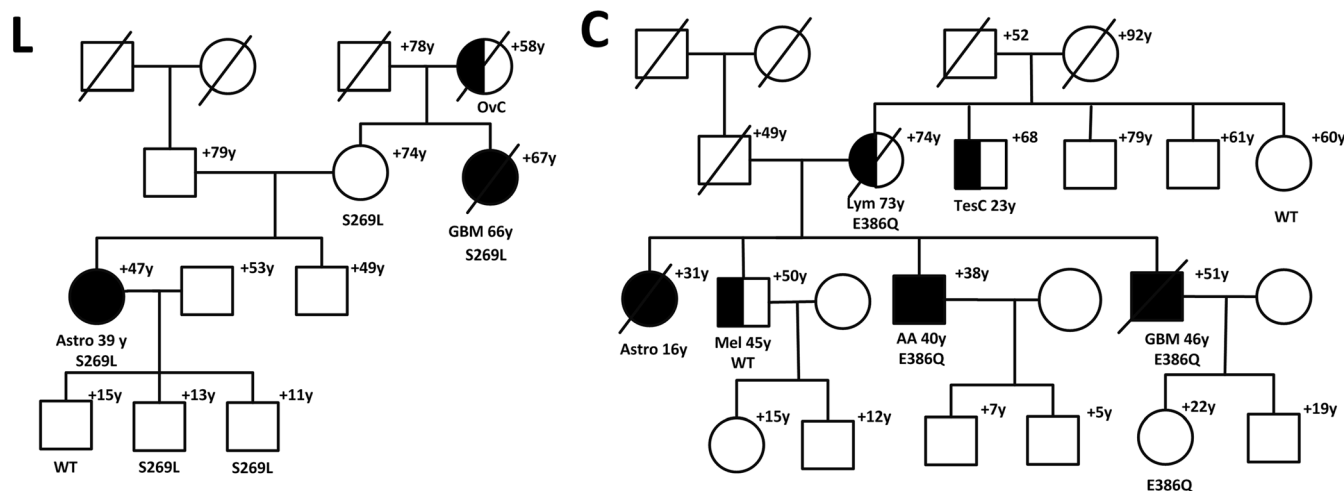 L
+78y
+58y
OvC
+79y
+74y
+67y
S269L
GBM 66y
S269L
+47y
+53y
+49y
Astro 39 y
S269L
+15y
+13y
+11y
WT
S269L
S269L
C
+52
+92y
+49y
+74y
+68
+79y
+61y
+60y
Lym 73y
E386Q
TesC 23y
WT
+31y
+50y
+38y
+51y
Astro 16y
Mel 45y
WT
AA 40y
E386Q
GBM 46y
E386Q
+15y
+12y
+7y
+5y
+22y
+19y
E386Q